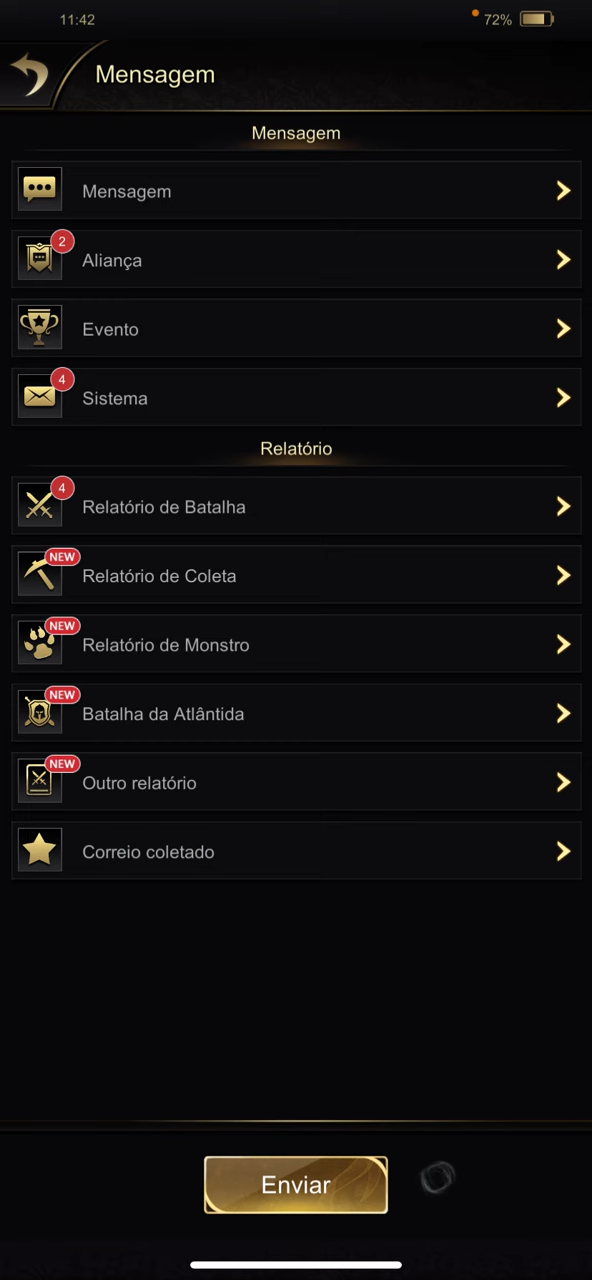 11:42
72%
Mensagem
Mensagem
Mensagem
2
Aliança
Evento
4
Sistema
Relatório
4
Relatório de Batalha
NEW
Relatório de Coleta
NEW
Relatório de Monstro
NEW
Batalha da Atlântida
NEW
Outro relatório
Correio coletado
Enviar